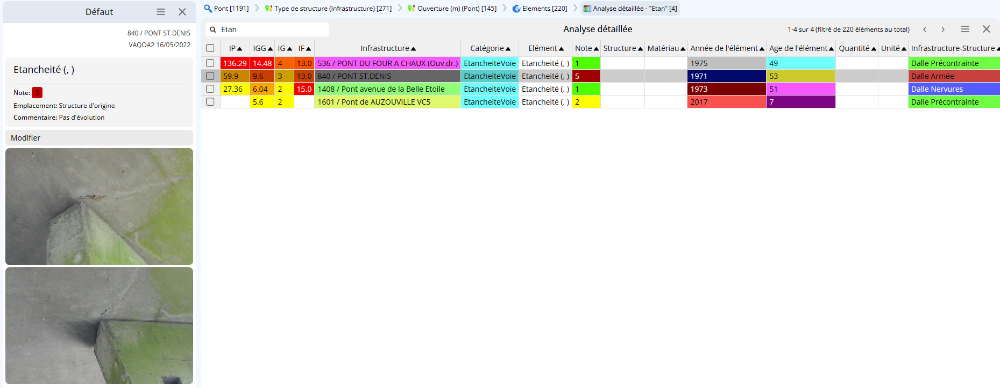 Défaut
840 / PONT ST.DENIS
VAQOA2 16/05/2022
Etancheité (, )
Note: 5
Emplacement: Structure d'origine
Commentaire: Pas d'évolution
Modifier
Pont [1191] Type de structure (Infrastructure) [271] Ouverture (m) (Pont) [145] Elements [220] Analyse détaillée - "Etan" [4]
Etan Analyse détaillée 1-4 sur 4 (filtré de 220 éléments au total)
IP IGG IG IF Infrastructure Catégorie Elément Note Structure Matériau Année de l'élément Age de l'élément Quantité Unité Infrastructure-Structure
136.29 14.48 4 13.0 536 / PONT DU FOUR A CHAUX (Ouv.dr.) EtancheiteVoie Etancheité (, ) 1 1975 49 Dalle Précontrainte
59.9 9.6 3 13.0 840 / PONT ST.DENIS EtancheiteVoie Etancheité (, ) 5 1971 53 Dalle Armée
27.36 6.04 2 15.0 1408 / Pont avenue de la Belle Etoile EtancheiteVoie Etancheité (, ) 1 1973 51 Dalle Nervures
5.6 2 1601 / Pont de AUZOUVILLE VC5 EtancheiteVoie Etancheité (, ) 2 2017 7 Dalle Précontrainte